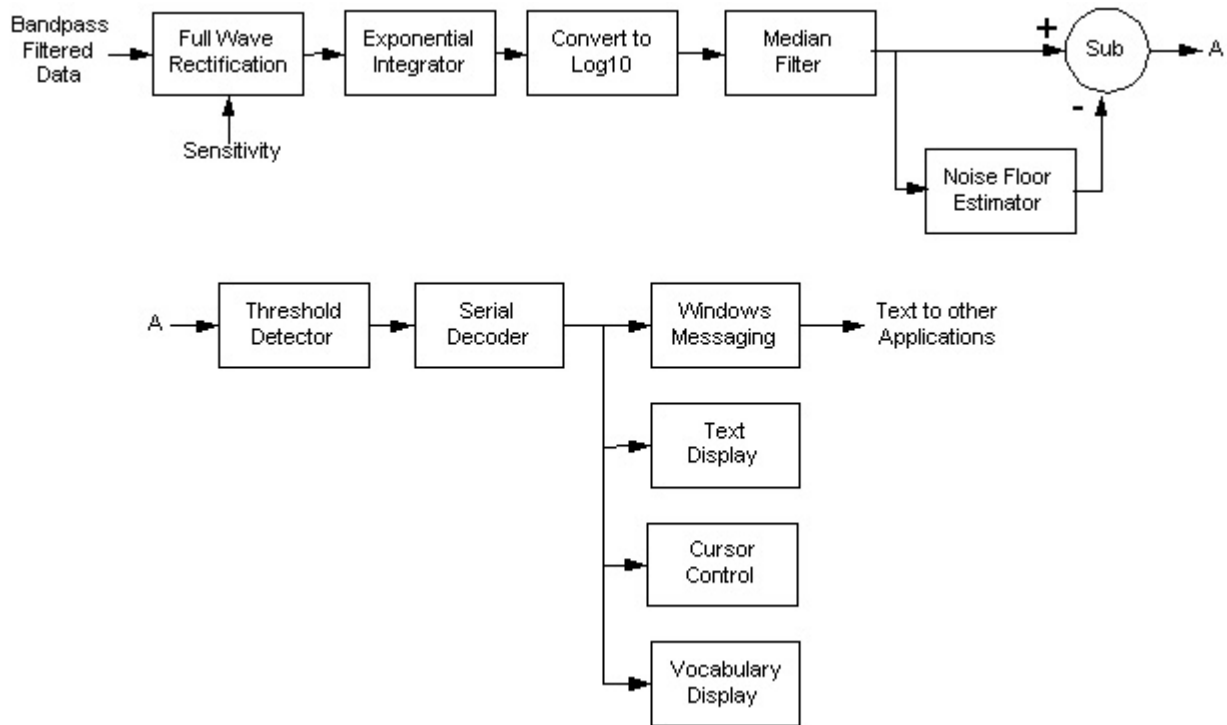 Bandpass
Filtered
Data
Full Wave
Rectification
Sensitivity
Exponential
Integrator
Convert to
Log10
Median
Filter
+
Sub
-
A
Noise Floor
Estimator
A
Threshold
Detector
Serial
Decoder
Windows
Messaging
Text to other
Applications
Text
Display
Cursor
Control
Vocabulary
Display